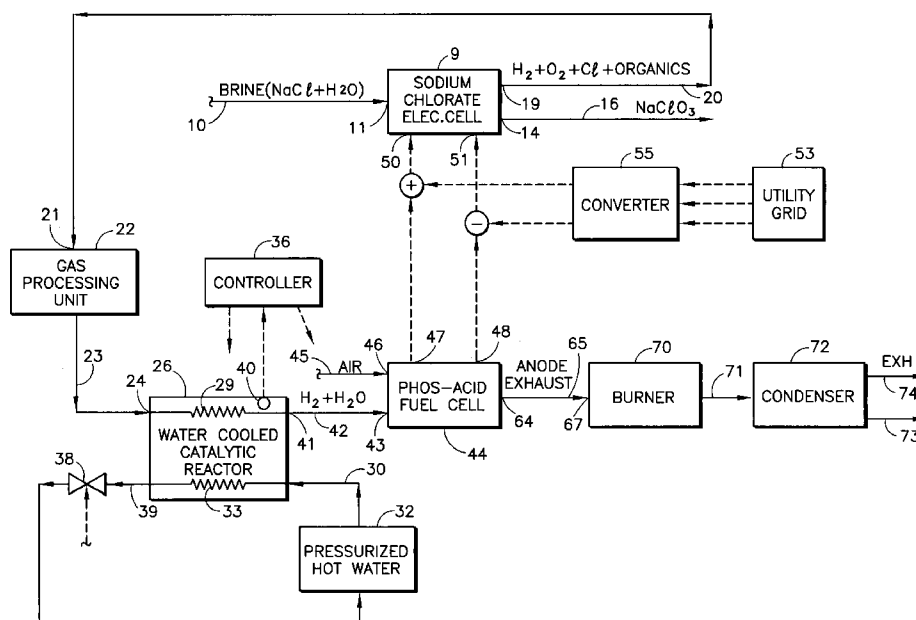 9
H2+O2+Cl+ORGANICS
BRINE(NaCl+H2O)
SODIUM
CHLORATE
ELEC.CELL
10
11
19
20
14
16
NaClO3
50
51
55
53
+
−
CONVERTER
UTILITY
GRID
21
22
GAS
PROCESSING
UNIT
36
CONTROLLER
23
26
24
29
40
45
AIR
46
47
48
H2+H2O
41
42
43
PHOS-ACID
FUEL CELL
44
ANODE
EXHAUST
65
64
67
70
BURNER
71
72
CONDENSER
EXH
74
73
WATER COOLED
CATALYTIC
REACTOR
38
39
33
30
32
PRESSURIZED
HOT WATER